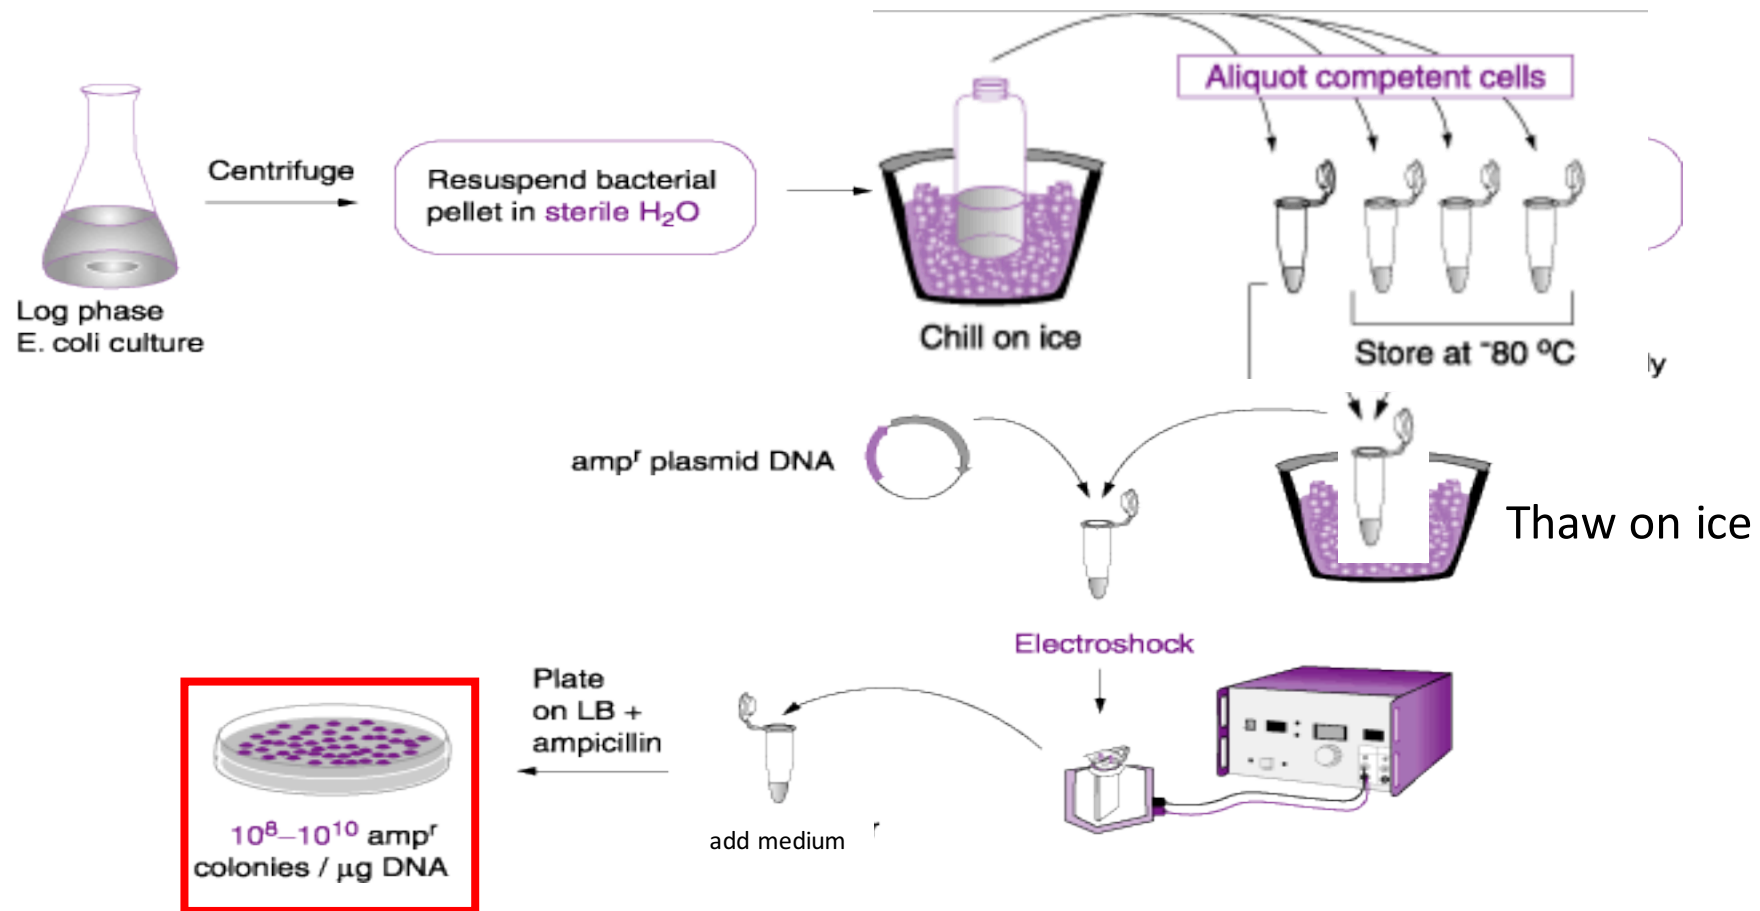 Aliquot competent cells
Centrifuge
Resuspend bacterial
pellet in sterile H₂O
Log phase
E. coli culture
Chill on ice
Store at ⁻80 ºC
ampʳ plasmid DNA
Thaw on ice
Electroshock
Plate
on LB +
ampicillin
add medium
10⁸–10¹⁰ ampʳ
colonies / μg DNA